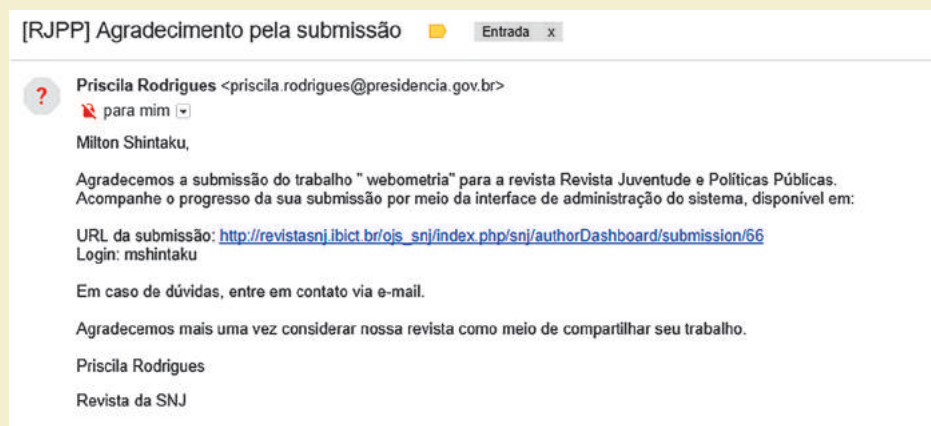 [RJPP] Agradecimento pela submissão Entrada x
Priscila Rodrigues <priscila.rodrigues@presidencia.gov.br>
para mim
Milton Shintaku,
Agradecemos a submissão do trabalho " webometria" para a revista Revista Juventude e Políticas Públicas.
Acompanhe o progresso da sua submissão por meio da interface de administração do sistema, disponível em:
URL da submissão: http://revistasnj.ibict.br/ojs_snj/index.php/snj/authorDashboard/submission/66
Login: mshintaku
Em caso de dúvidas, entre em contato via e-mail.
Agradecemos mais uma vez considerar nossa revista como meio de compartilhar seu trabalho.
Priscila Rodrigues
Revista da SNJ